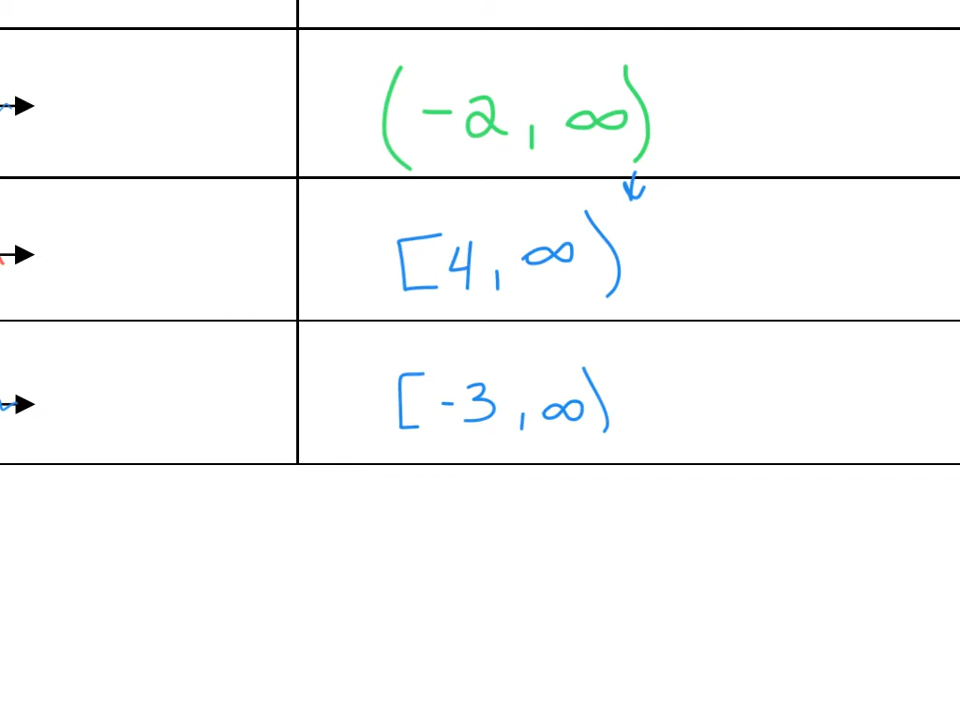 (-2, ∞)
[4, ∞)
[-3, ∞)